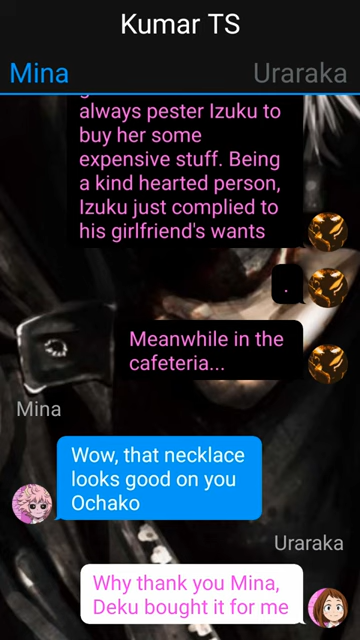 Kumar TS
Mina
Uraraka
always pester Izuku to
buy her some
expensive stuff. Being
a kind hearted person,
Izuku just complied to
his girlfriend's wants
.
Meanwhile in the
cafeteria...
Mina
Wow, that necklace
looks good on you
Ochako
Uraraka
Why thank you Mina,
Deku bought it for me